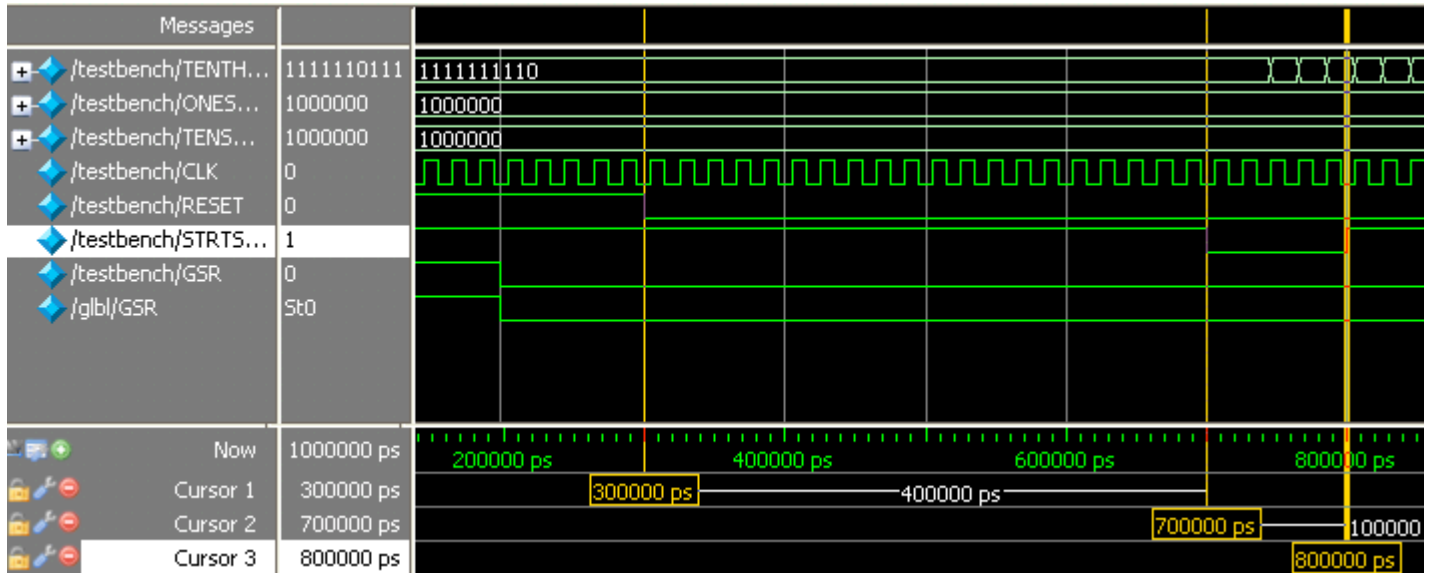 Messages
/testbench/TENTH... 1111110111 1111111110
/testbench/ONES... 1000000 1000000
/testbench/TENS... 1000000 1000000
/testbench/CLK 0
/testbench/RESET 0
/testbench/STRTS... 1
/testbench/GSR 0
/glbl/GSR St0
Now 1000000 ps 200000 ps 400000 ps 600000 ps 800000 ps
Cursor 1 300000 ps 300000 ps 400000 ps
Cursor 2 700000 ps 700000 ps 100000
Cursor 3 800000 ps 800000 ps